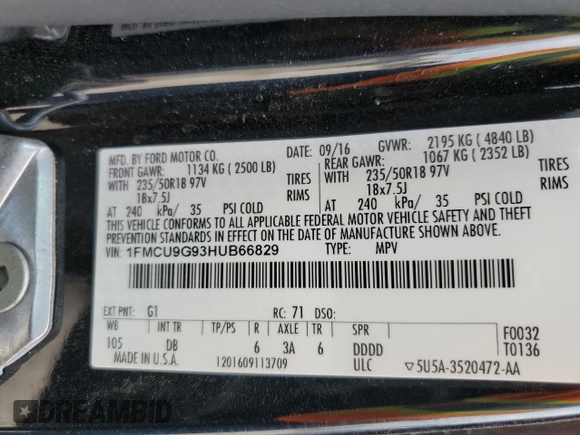 MFD. BY FORD MOTOR CO.
DATE: 09/16 GVWR: 2195 KG ( 4840 LB)
FRONT GAWR: 1134 KG ( 2500 LB)
REAR GAWR: 1067 KG ( 2352 LB)
WITH 235/50R18 97V TIRES
WITH 235/50R18 97V TIRES
18x7.5J RIMS
18x7.5J RIMS
AT 240 kPa/ 35 PSI COLD
AT 240 kPa/ 35 PSI COLD
THIS VEHICLE CONFORMS TO ALL APPLICABLE FEDERAL MOTOR VEHICLE SAFETY AND THEFT
PREVENTION STANDARDS IN EFFECT ON THE DATE OF MANUFACTURE SHOWN ABOVE.
VIN: 1FMCU9G93HUB66829 TYPE: MPV
EXT PNT: G1 RC: 71 DSO:
WB INT TR TP/PS R AXLE TR SPR
F0032
105 DB 6 3A 6 DDDD
T0136
MADE IN U.S.A. 1201609113709 ULC ▽5U5A-3520472-AA
DREAMBID